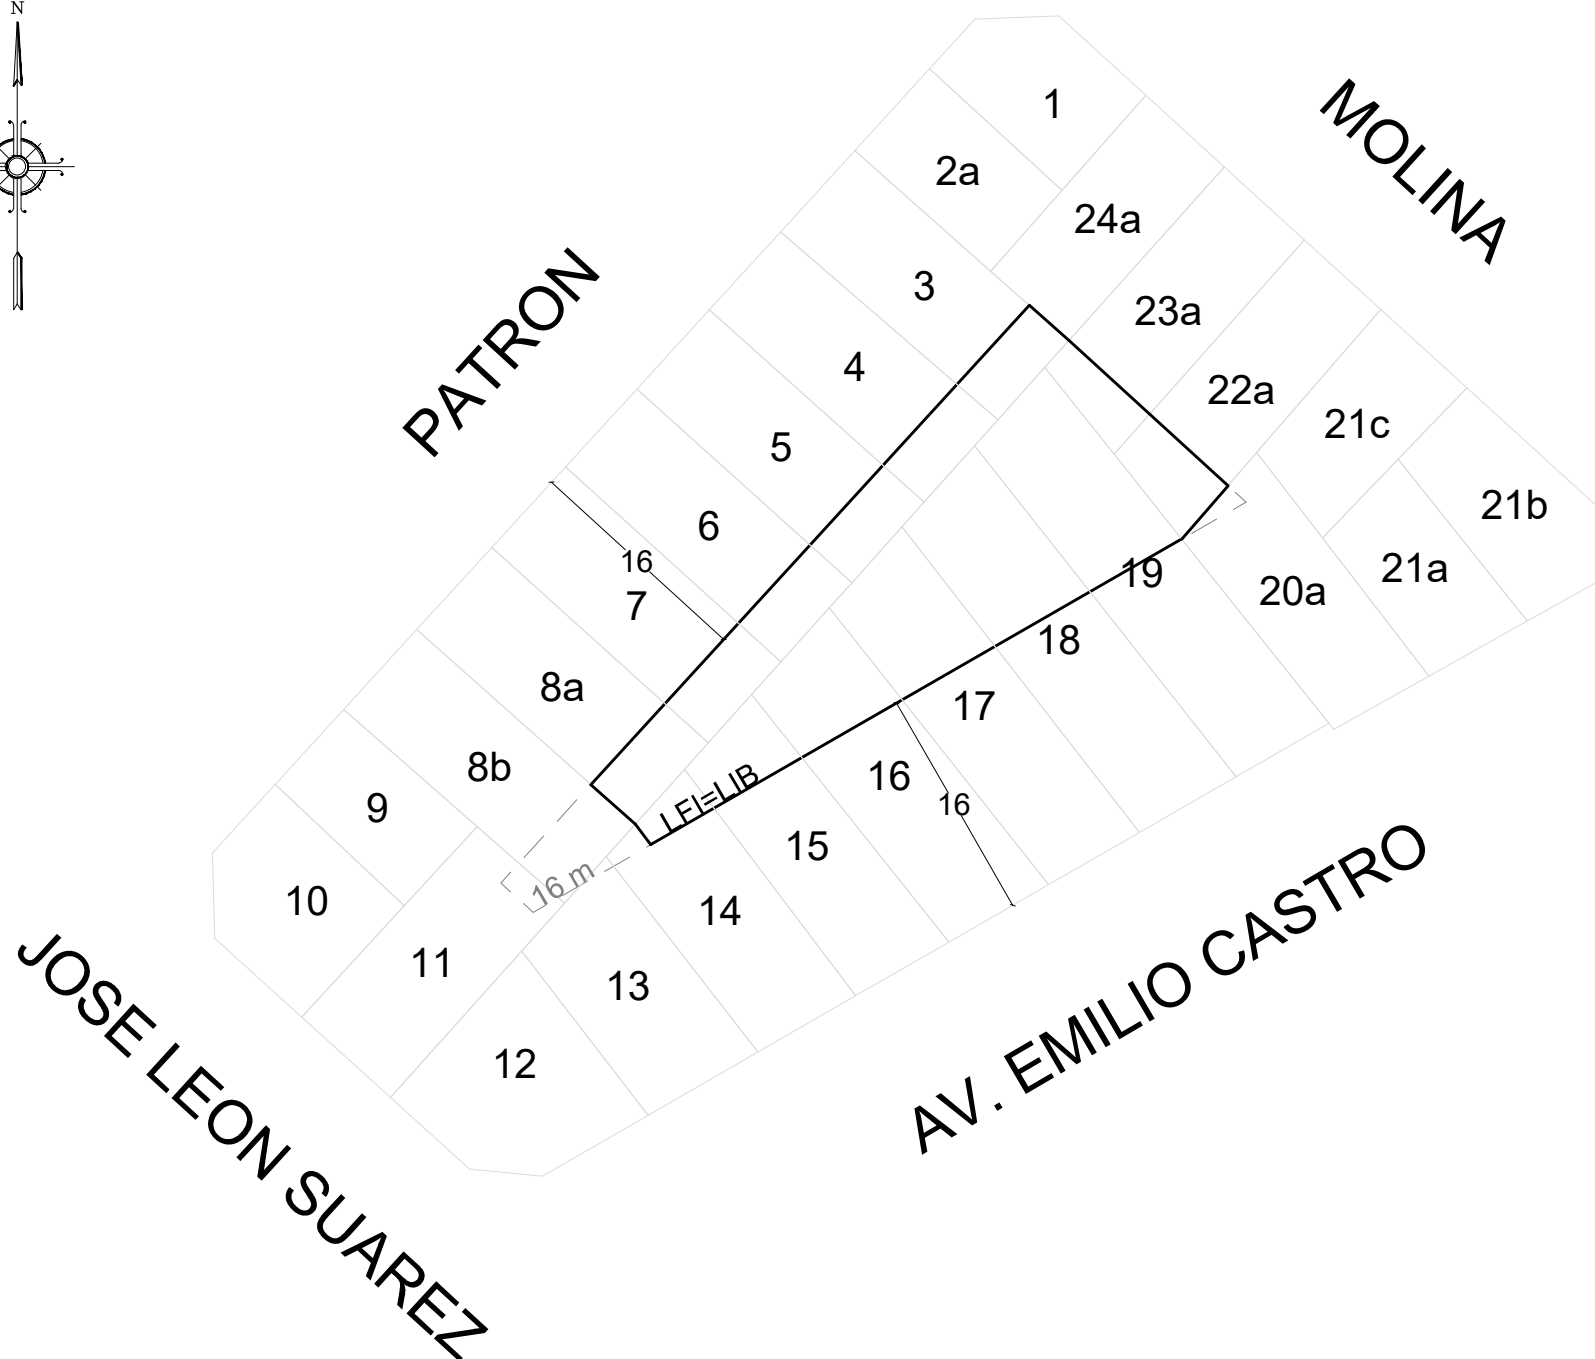 N
1
MOLINA
2a
24a
PATRON
3
23a
4
22a
21c
5
21b
6
16
21a
19
20a
7
18
8a
17
8b
16
LFI=LIB
16
9
15
16 m
10
14
11
13
AV. EMILIO CASTRO
12
JOSE LEON SUAREZ